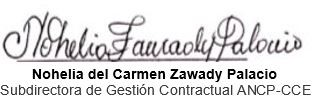 Nohelia Zawady Palacio
Nohelia del Carmen Zawady Palacio
Subdirectora de Gestión Contractual ANCP-CCE